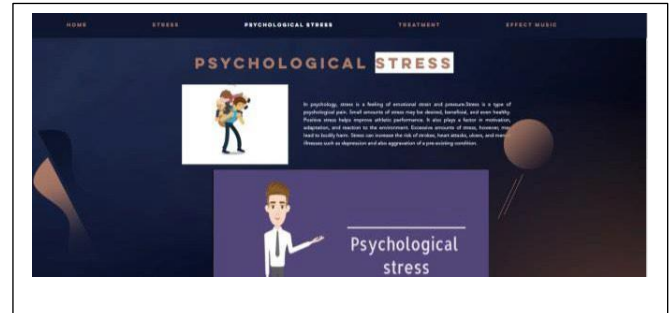 HOME STRESS PSYCHOLOGICAL STRESS TREATMENT EFFECT MUSIC
PSYCHOLOGICAL STRESS
In psychology, stress is a feeling of emotional strain and pressure.Stress is a type of
psychological pain. Small amounts of stress may be desired, beneficial, and even healthy.
Positive stress helps improve athletic performance. It also plays a factor in motivation,
adaptation, and reaction to the environment. Excessive amounts of stress, however, may
lead to bodily harm. Stress can increase the risk of strokes, heart attacks, ulcers, and mental
illnesses such as depression and also aggravation of a pre-existing condition.
Psychological
stress